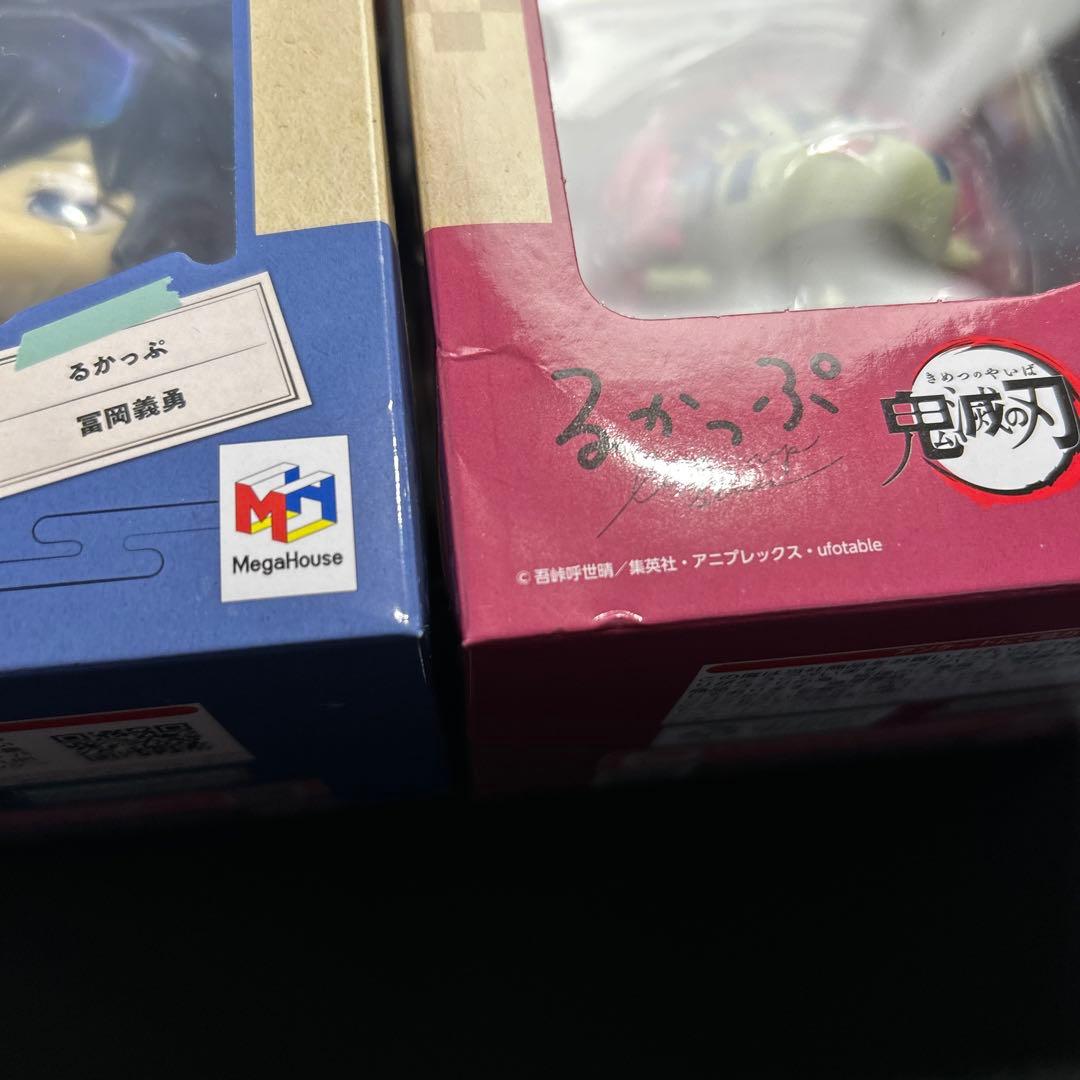 るかっぷ
冨岡義勇
MH
MegaHouse
るかっぷ
きめつのやいば
鬼滅の刃
© 吾峠呼世晴／集英社・アニプレックス・ufotable